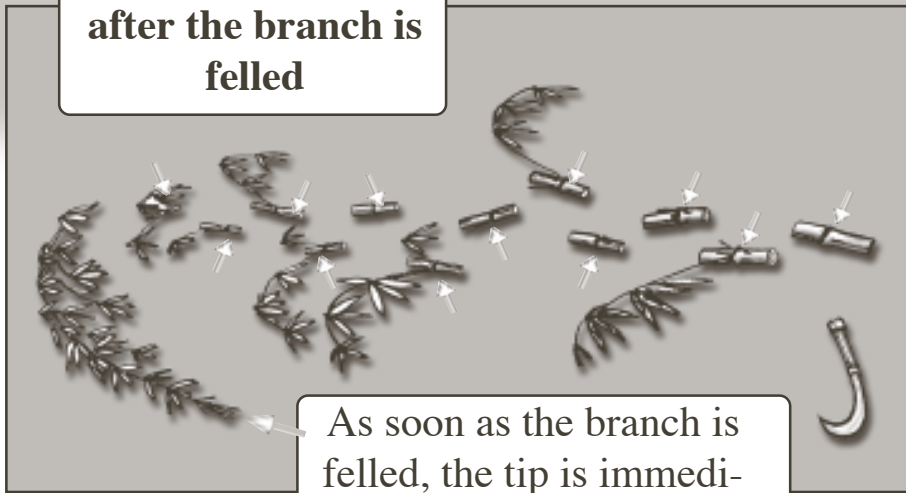 after the branch is
felled
As soon as the branch is
felled, the tip is immedi-